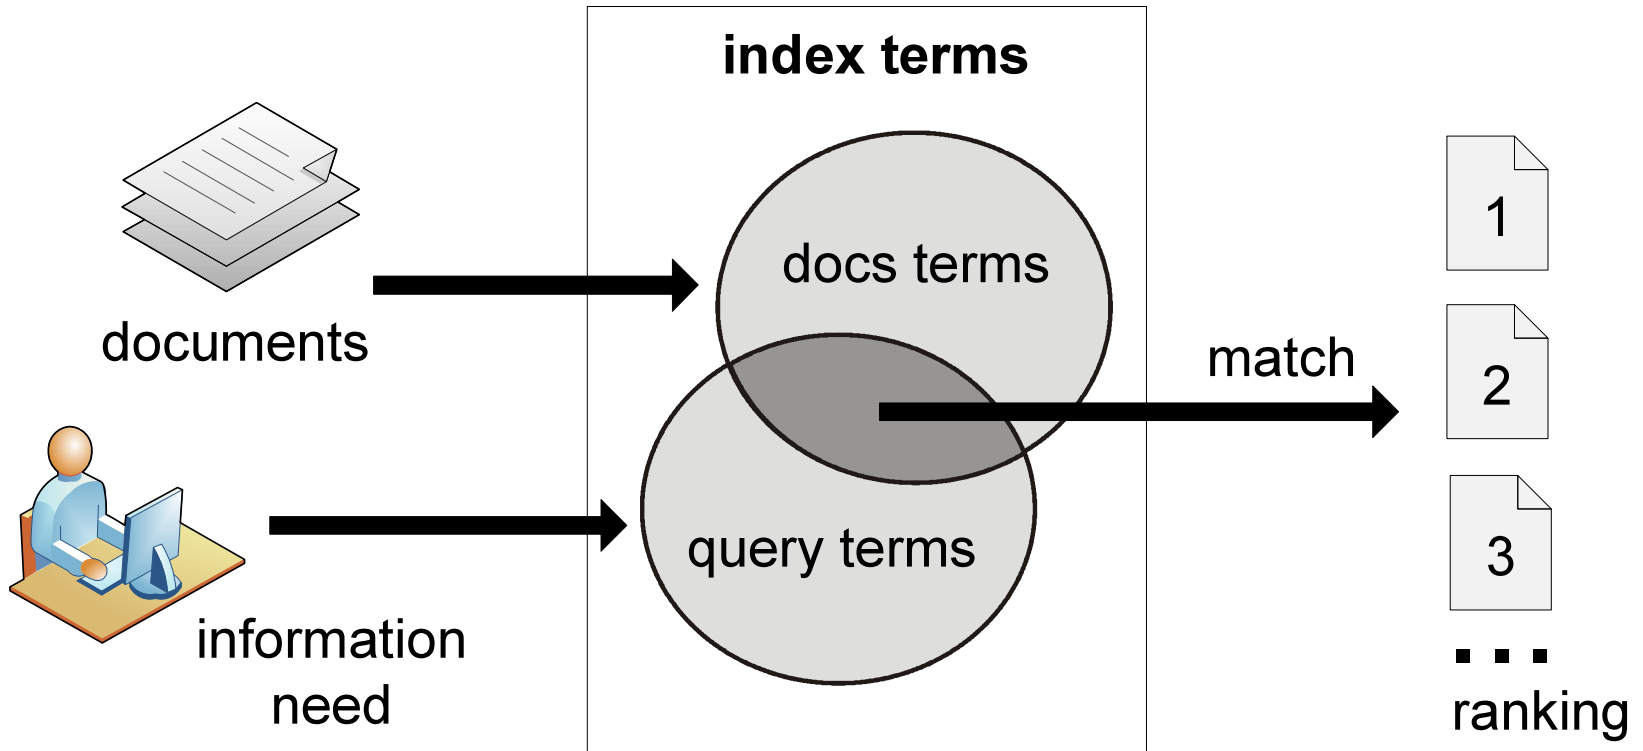 index terms
docs terms
documents
match
query terms
information
need
1
2
3
...
ranking